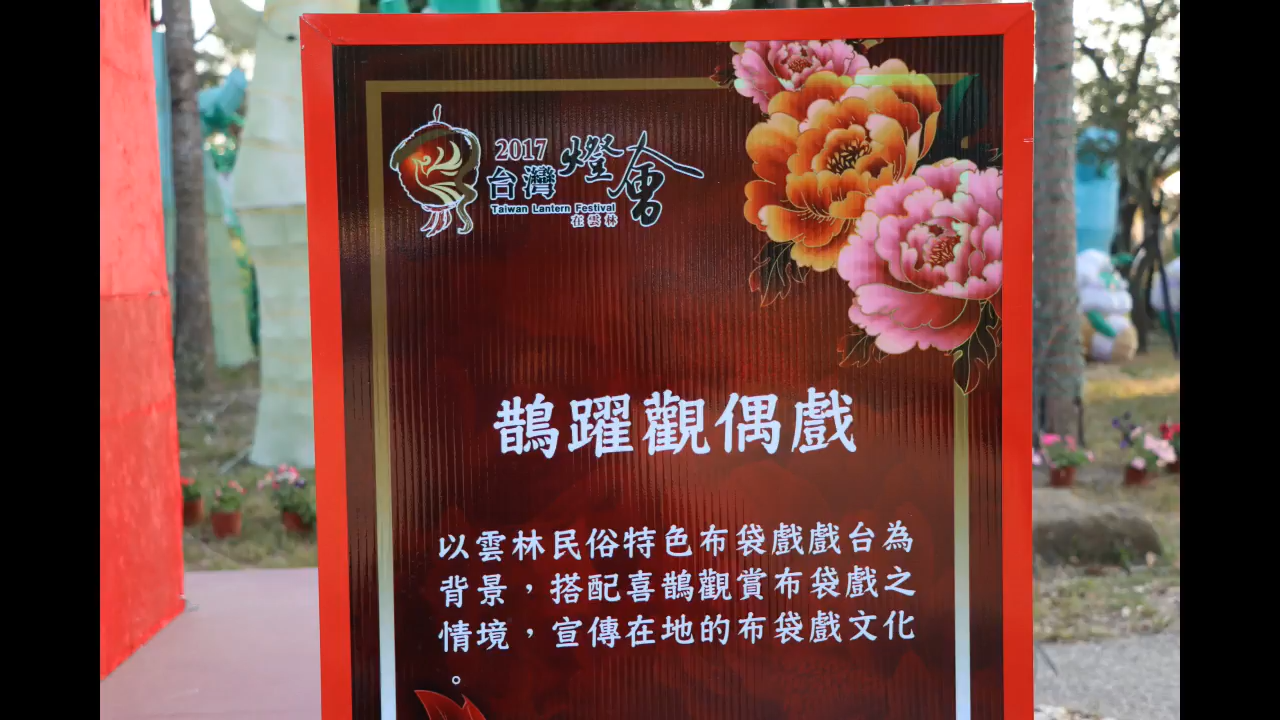 2017
台灣燈會
Taiwan Lantern Festival
在雲林
鵲躍觀偶戲
以雲林民俗特色布袋戲戲台為
背景，搭配喜鵲觀賞布袋戲之
情境，宣傳在地的布袋戲文化
。